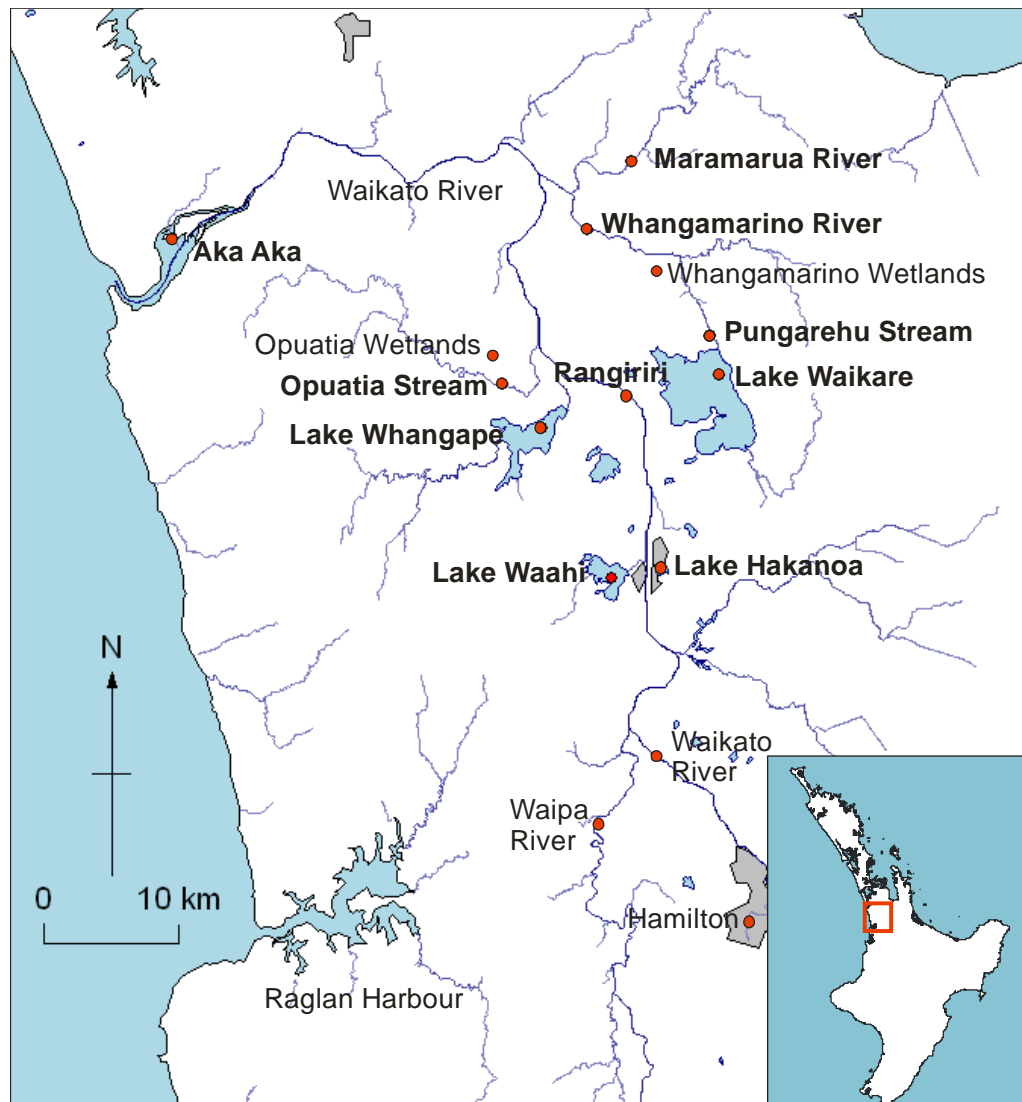 Maramarua River
Waikato River
Whangamarino River
Aka Aka
Whangamarino Wetlands
Pungarehu Stream
Opuatia Wetlands
Rangiriri
Lake Waikare
Opuatia Stream
Lake Whangape
Lake Waahi
Lake Hakanoa
N
Waikato
River
Waipa
River
0 10 km
Hamilton
Raglan Harbour